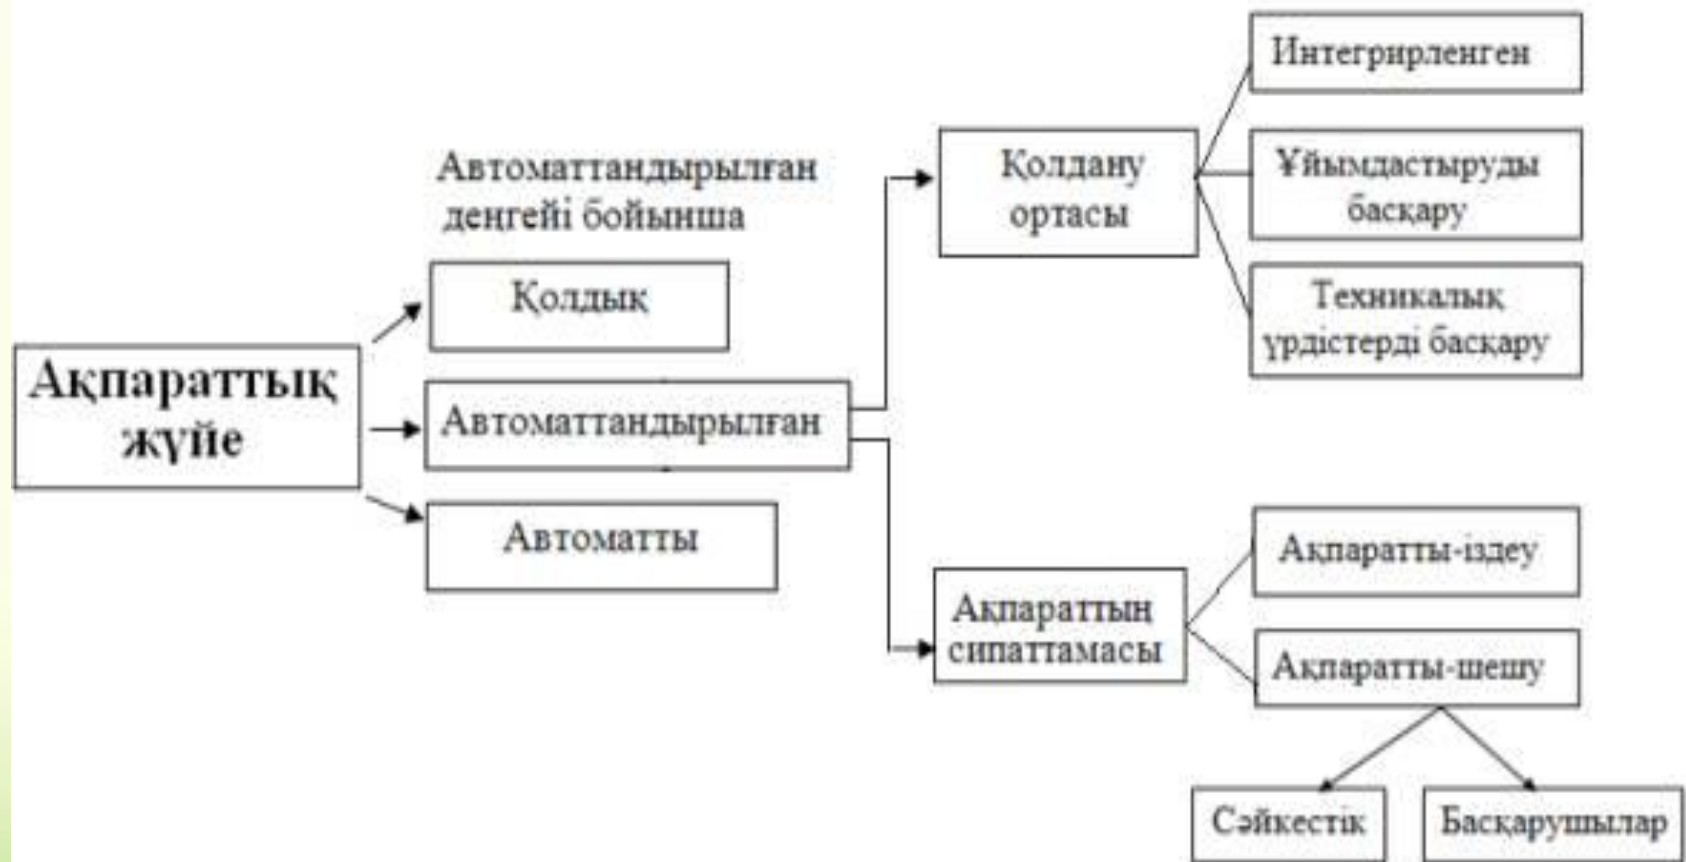 Ақпараттық
жүйе
Автоматтандырылған
деңгейі бойынша
Қолдық
Автоматтандырылған
Автоматты
Қолдану
ортасы
Интегрирленген
Ұйымдастыруды
басқару
Техникалық
үрдістерді басқару
Ақпараттың
сипаттамасы
Ақпаратты-іздеу
Ақпаратты-шешу
Сәйкестік
Басқарушылар